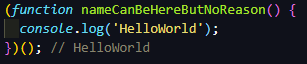 (function nameCanBeHereButNoReason() {
  console.log('HelloWorld');
})(); // HelloWorld